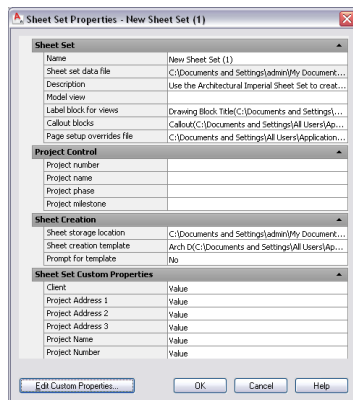 Sheet Set Properties - New Sheet Set (1)
Sheet Set
Name New Sheet Set (1)
Sheet set data file C:\Documents and Settings\admin\My Document...
Description Use the Architectural Imperial Sheet Set to creat...
Model view
Label block for views Drawing Block Title(C:\Documents and Settings\...
Callout blocks Callout(C:\Documents and Settings\All Users\Ap...
Page setup overrides file C:\Documents and Settings\All Users\Application...
Project Control
Project number
Project name
Project phase
Project milestone
Sheet Creation
Sheet storage location C:\Documents and Settings\admin\My Document...
Sheet creation template Arch D(C:\Documents and Settings\All Users\Ap...
Prompt for template No
Sheet Set Custom Properties
Client Value
Project Address 1 Value
Project Address 2 Value
Project Address 3 Value
Project Name Value
Project Number Value
Edit Custom Properties... OK Cancel Help